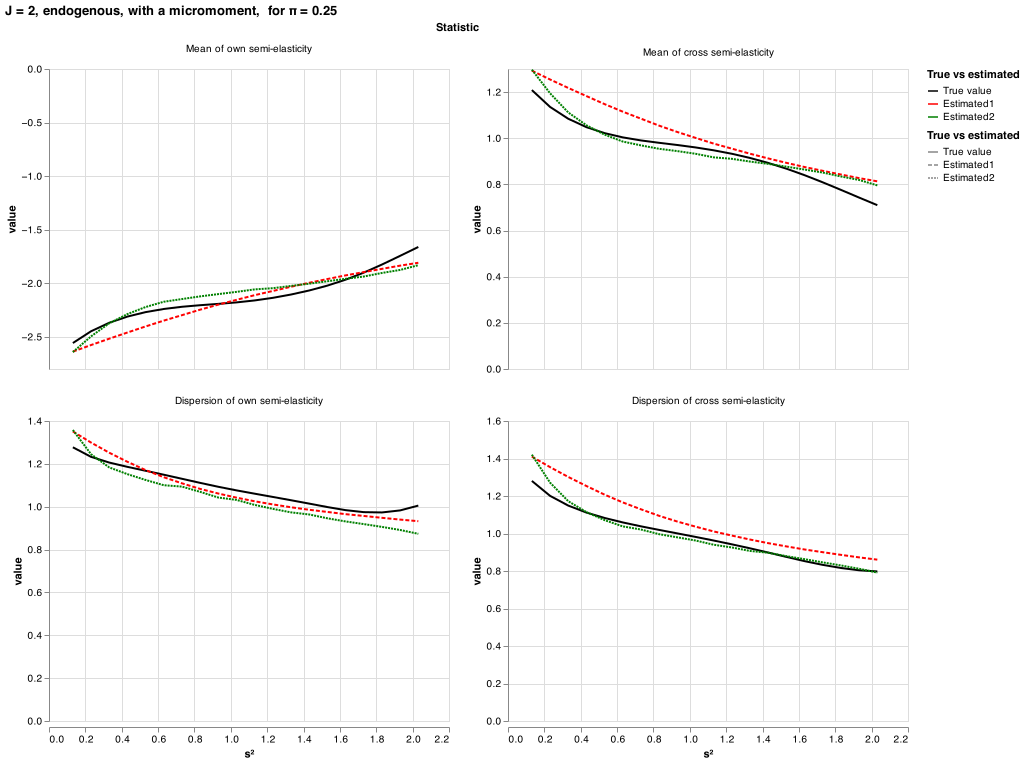 J = 2, endogenous, with a micromoment, for π = 0.25
Statistic
Mean of own semi-elasticity
Mean of cross semi-elasticity
0.0
−0.5
−1.0
−1.5
−2.0
−2.5
value
1.2
1.0
0.8
0.6
0.4
0.2
0.0
value
True vs estimated
True value
Estimated1
Estimated2
True vs estimated
True value
Estimated1
Estimated2
Dispersion of own semi-elasticity
Dispersion of cross semi-elasticity
1.4
1.2
1.0
0.8
0.6
0.4
0.2
0.0
value
0.0 0.2 0.4 0.6 0.8 1.0 1.2 1.4 1.6 1.8 2.0 2.2
s²
1.6
1.4
1.2
1.0
0.8
0.6
0.4
0.2
0.0
value
0.0 0.2 0.4 0.6 0.8 1.0 1.2 1.4 1.6 1.8 2.0 2.2
s²